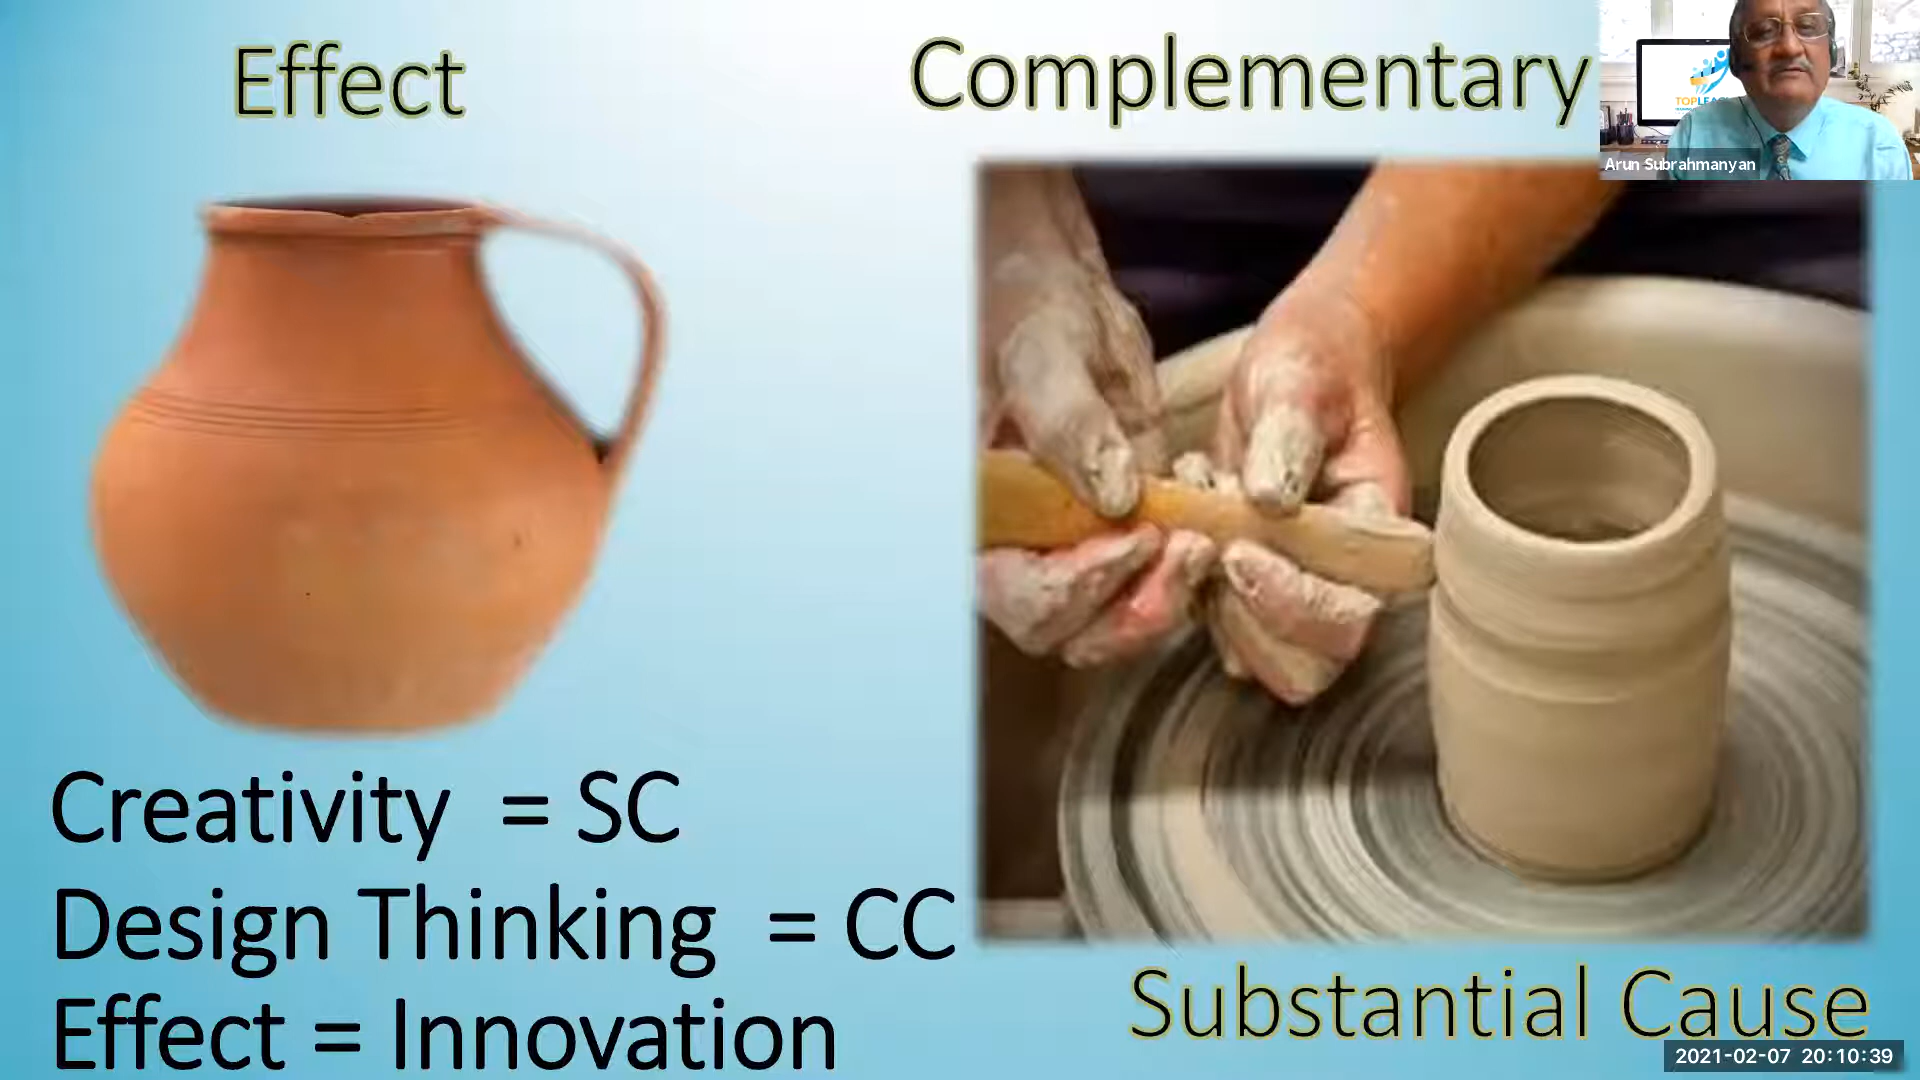 Effect
Complementary
TOPLEA
Arun Subrahmanyan
Creativity = SC
Design Thinking = CC
Effect = Innovation
Substantial Cause
2021-02-07 20:10:39